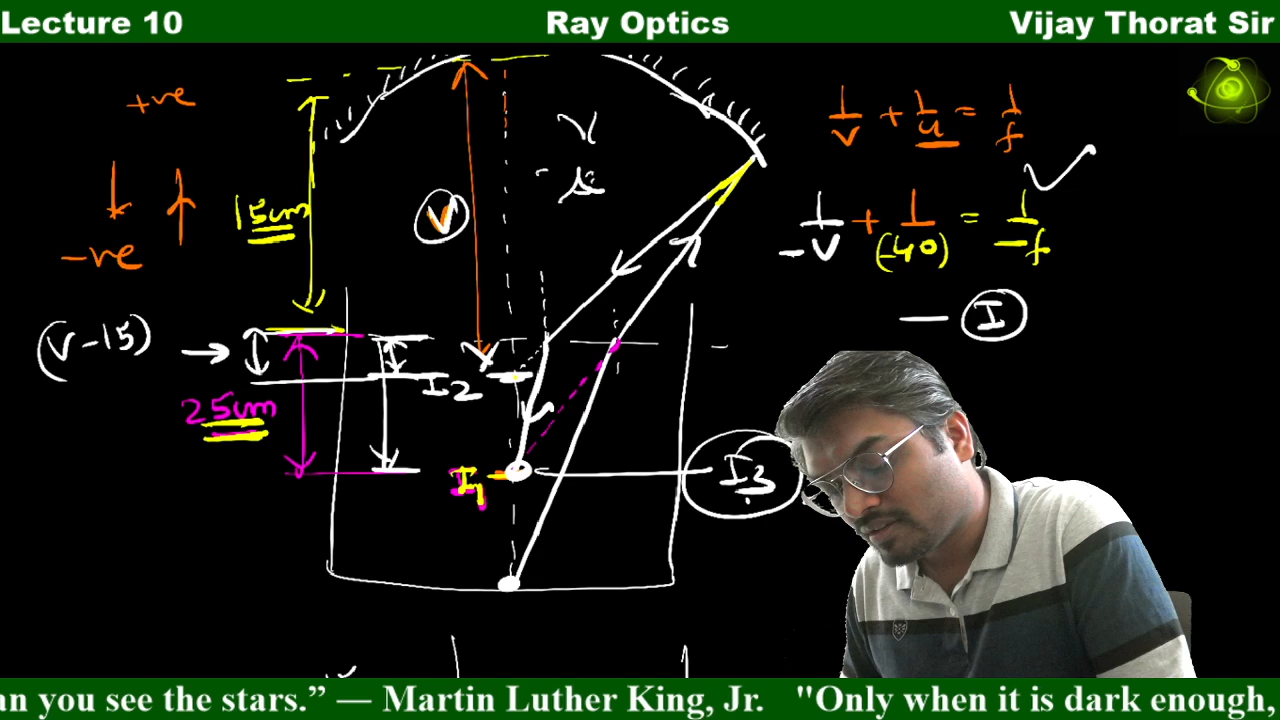 Lecture 10
Ray Optics
Vijay Thorat Sir
+ve
-ve
15cm
V
1/v + 1/u = 1/f
1/-v + 1/(-40) = 1/-f
— I
(V-15)
25cm
I2
I1
I3
an you see the stars.” — Martin Luther King, Jr. "Only when it is dark enough,